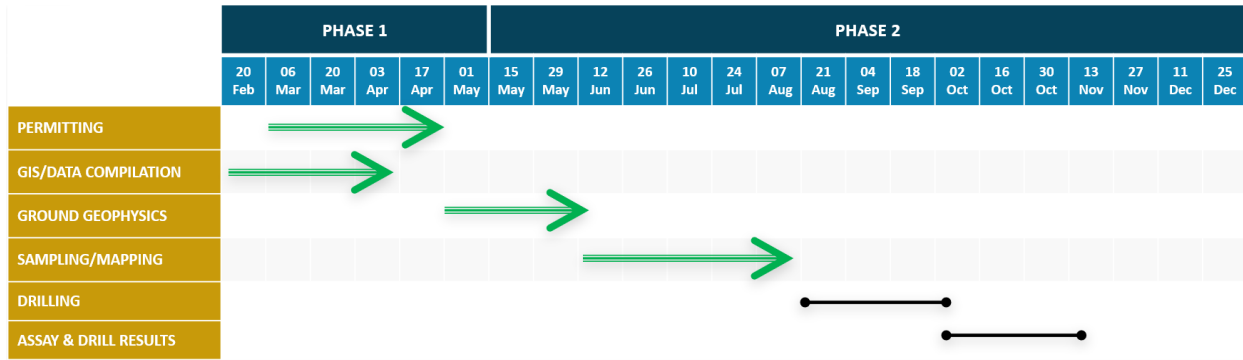 PHASE 1 PHASE 2
20 06 20 03 17 01 15 29 12 26 10 24 07 21 04 18 02 16 30 13 27 11 25
Feb Mar Mar Apr Apr May May May Jun Jun Jul Jul Aug Aug Sep Sep Oct Oct Oct Nov Nov Dec Dec
PERMITTING
GIS/DATA COMPILATION
GROUND GEOPHYSICS
SAMPLING/MAPPING
DRILLING
ASSAY & DRILL RESULTS